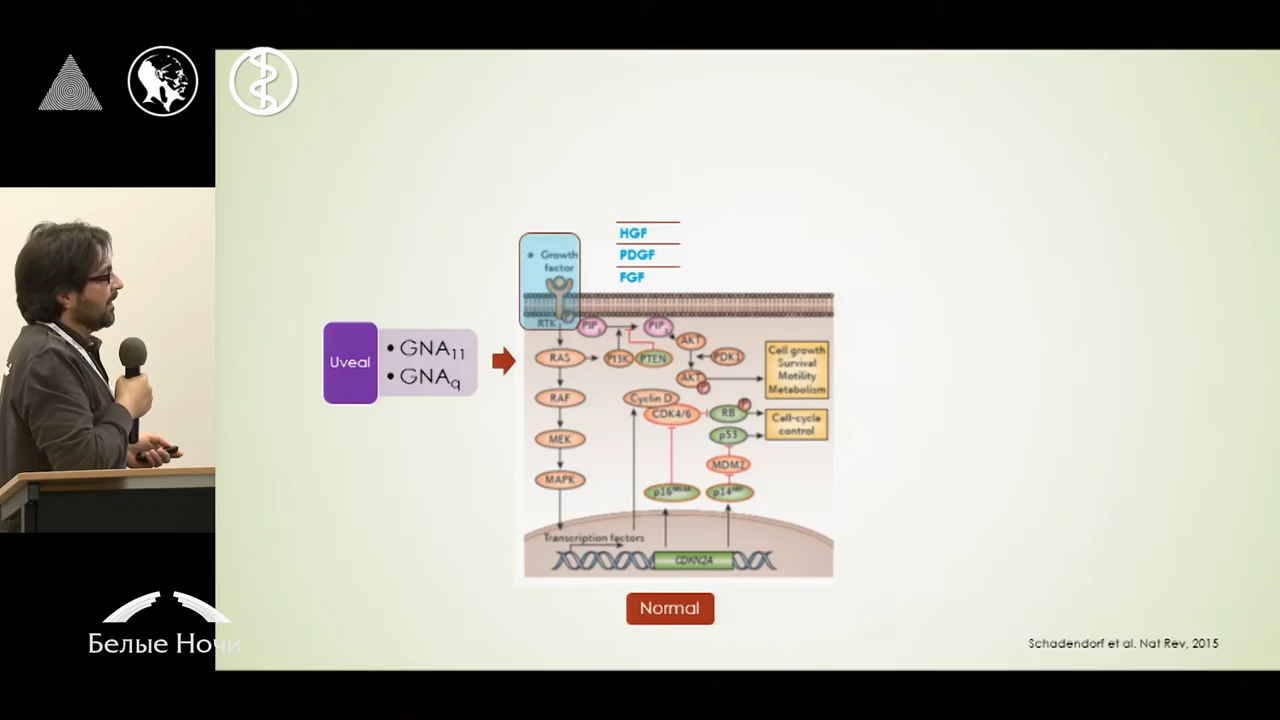 HGF
PDGF
FGF
• Growth
factor
RTK
PIP
PIP
AKT
RAS
PI3K
PTEN
PDK1
AKT
P
Cell growth
Survival
Motility
Metabolism
Uveal
• GNA11
• GNAq
RAF
Cyclin D
CDK4/6
RB
P
Cell-cycle
control
p53
MEK
MDM2
MAPK
p16
p14
Transcription factors
CDKN2A
Normal
Белые Ночи
Schadendorf et al. Nat Rev, 2015